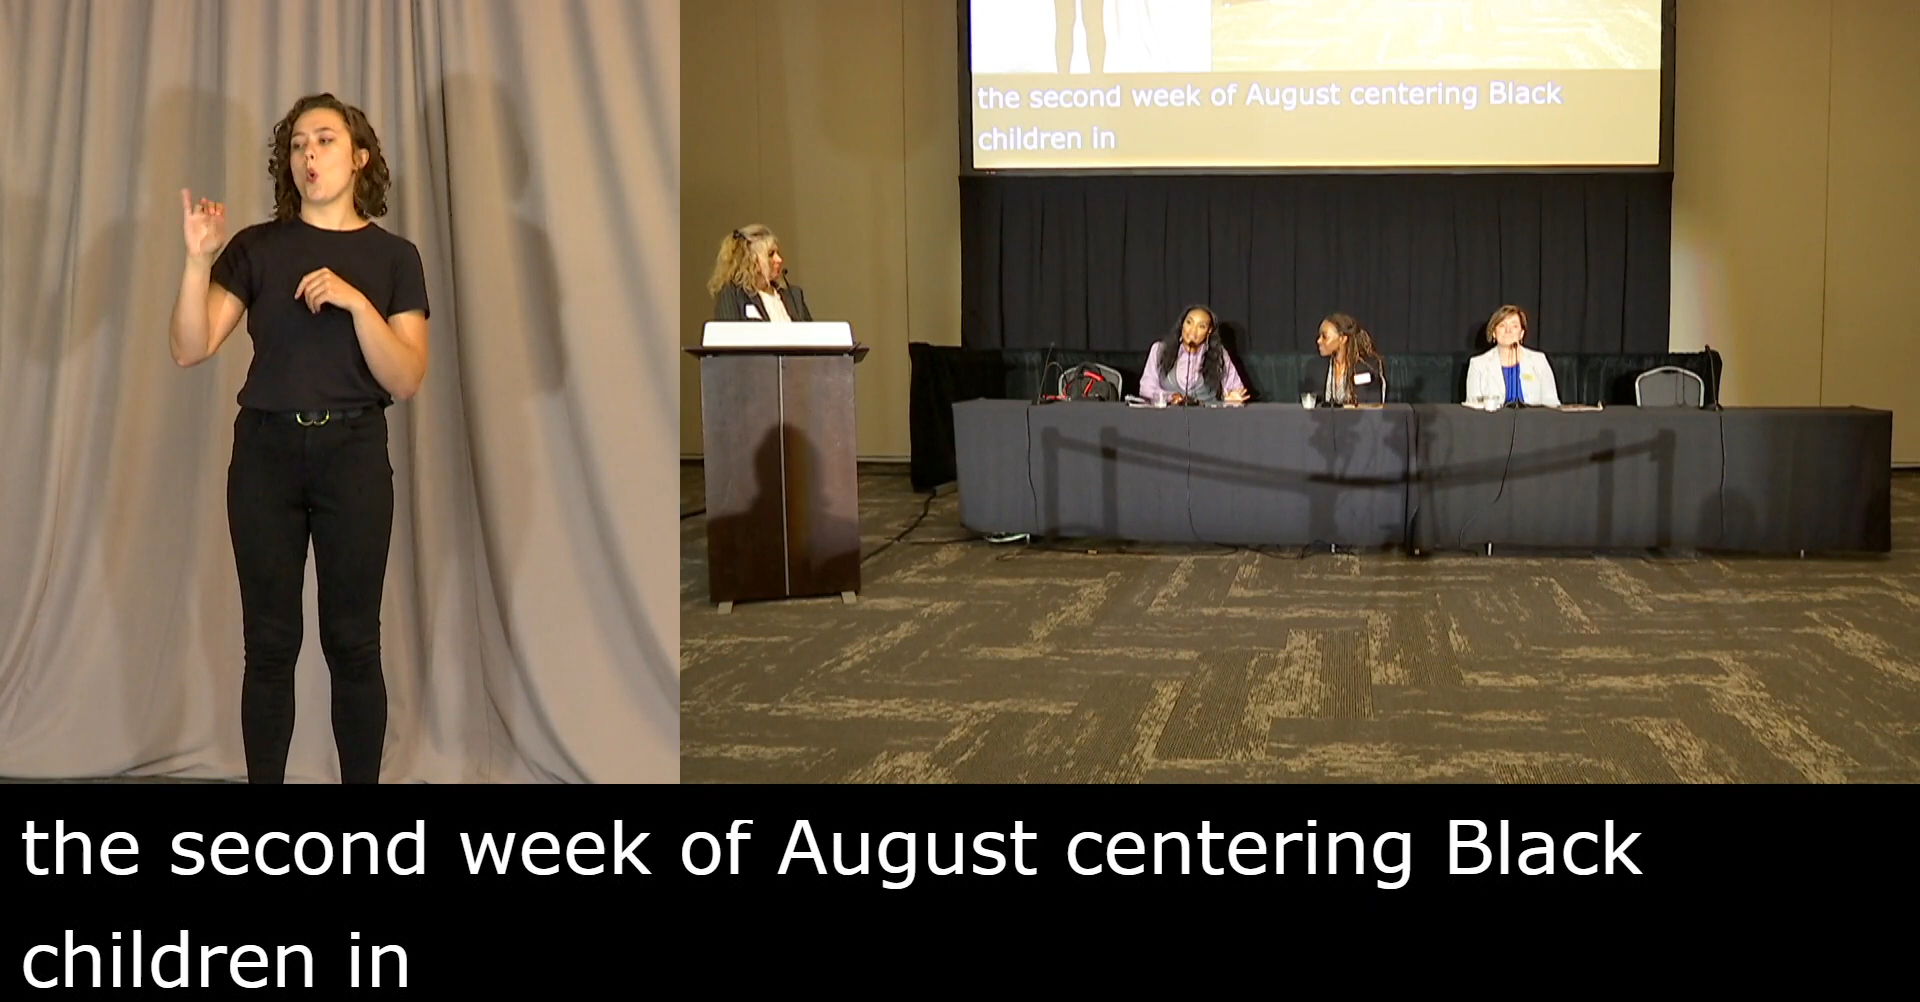 the second week of August centering Black
children in
the second week of August centering Black
children in